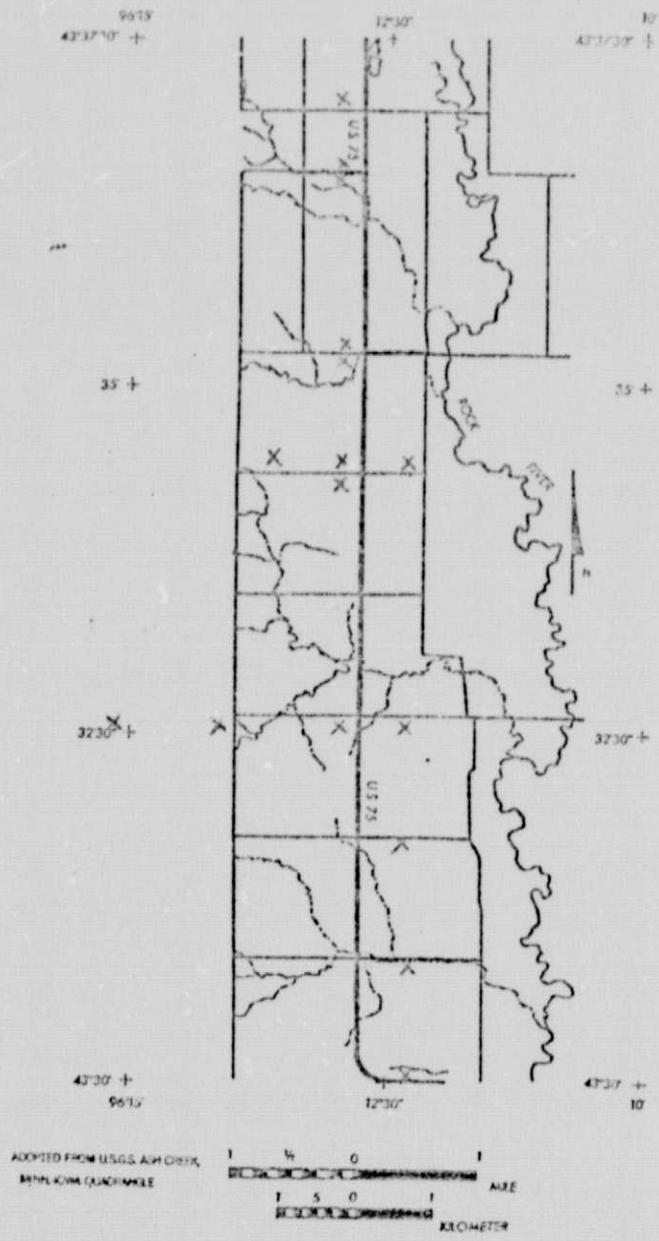 96°15' 12'30" 10'
43°37'30" 43°37'30"
U.S. 75
35' 35'
ROCK
RIVER
N
32'30" 32'30"
U.S. 75
43°30' 43°30'
96°15' 12'30" 10'
ADOPTED FROM U.S.G.S. ASH CREEK,
MINN.-IOWA QUADRANGLE
1 ½ 0 1
MILE
1 .5 0 1
KILOMETER